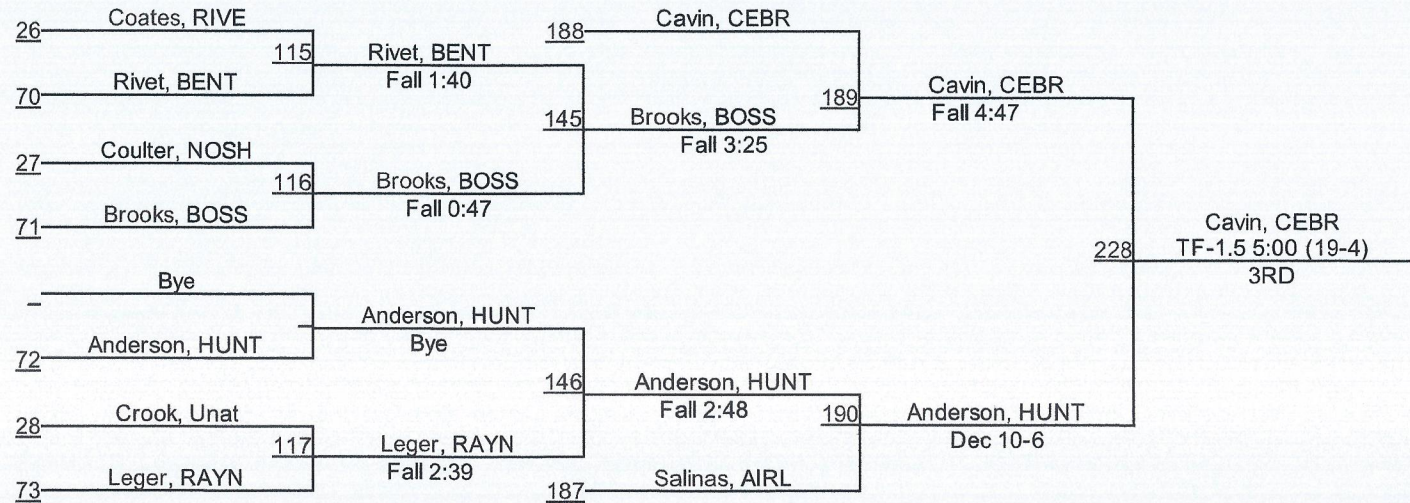 26
Coates, RIVE
115
70
Rivet, BENT
Rivet, BENT
Fall 1:40
27
Coulter, NOSH
116
71
Brooks, BOSS
Brooks, BOSS
Fall 0:47
145
Brooks, BOSS
Fall 3:25
188
Cavin, CEBR
189
Cavin, CEBR
Fall 4:47
Bye
72
Anderson, HUNT
Anderson, HUNT
Bye
28
Crook, Unat
117
73
Leger, RAYN
Leger, RAYN
Fall 2:39
146
Anderson, HUNT
Fall 2:48
187
Salinas, AIRL
190
Anderson, HUNT
Dec 10-6
228
Cavin, CEBR
TF-1.5 5:00 (19-4)
3RD